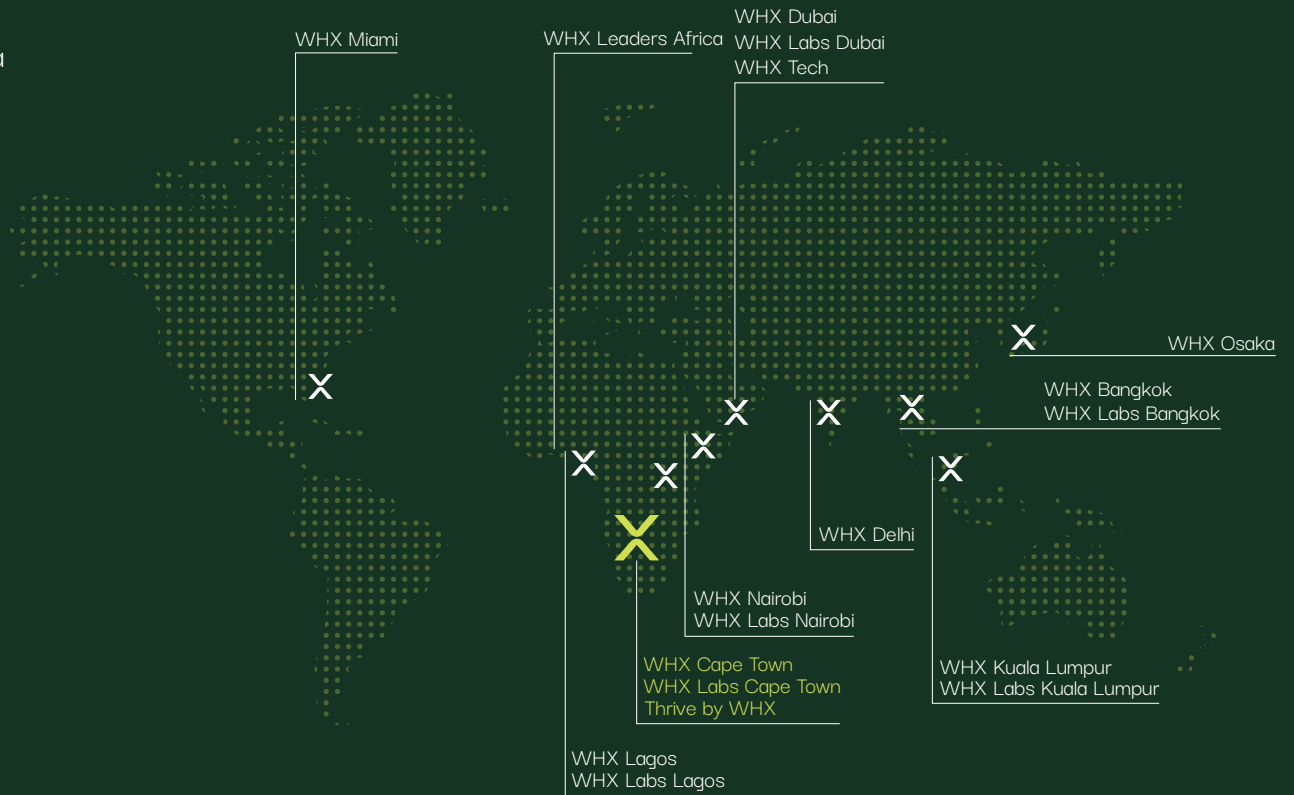 WHX Miami
WHX Leaders Africa
WHX Dubai
WHX Labs Dubai
WHX Tech
WHX Osaka
WHX Bangkok
WHX Labs Bangkok
WHX Delhi
WHX Nairobi
WHX Labs Nairobi
WHX Cape Town
WHX Labs Cape Town
Thrive by WHX
WHX Kuala Lumpur
WHX Labs Kuala Lumpur
WHX Lagos
WHX Labs Lagos